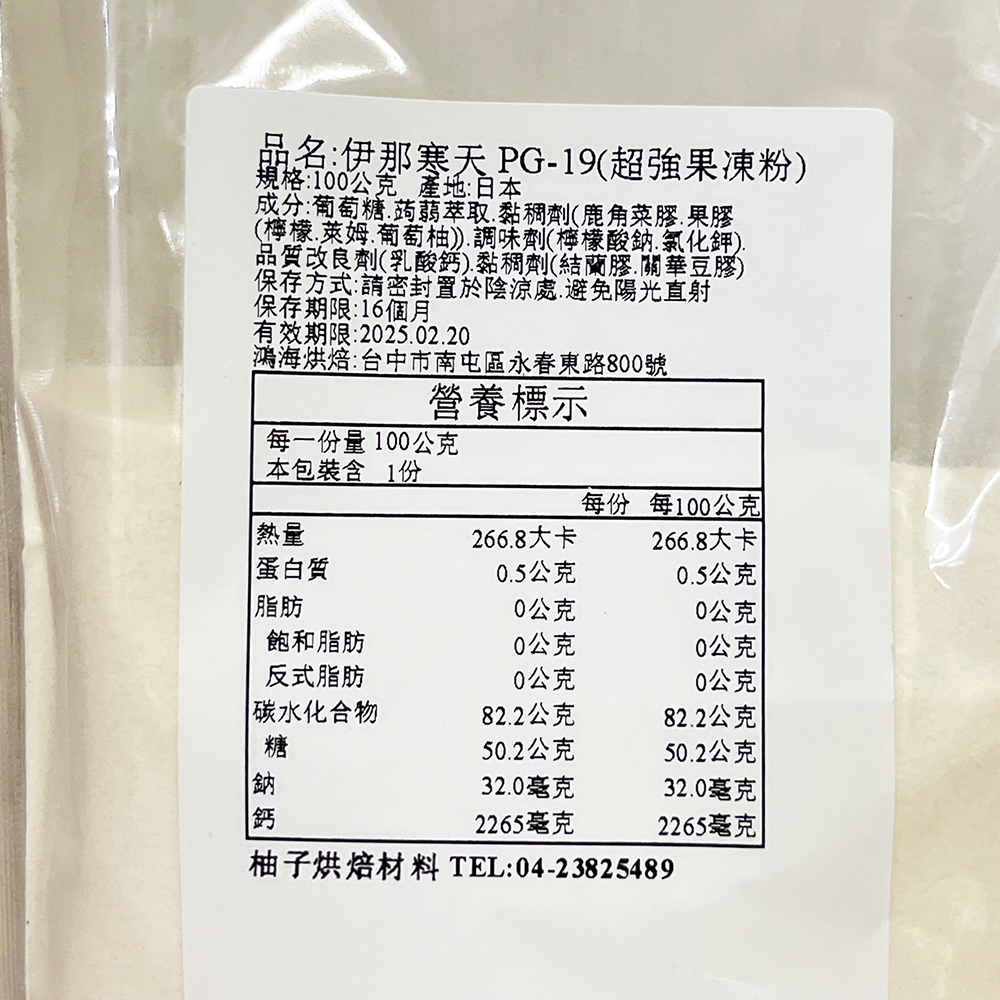 品名:伊那寒天 PG-19(超強果凍粉)
規格:100公克 產地:日本
成分:葡萄糖.蒟蒻萃取.黏稠劑(鹿角菜膠.果膠
(檸檬.萊姆.葡萄柚)).調味劑(檸檬酸鈉.氯化鉀).
品質改良劑(乳酸鈣).黏稠劑(結蘭膠.關華豆膠)
保存方式:請密封置於陰涼處.避免陽光直射
保存期限:16個月
有效期限:2025.02.20
鴻海烘焙:台中市南屯區永春東路800號
營養標示
每一份量 100公克
本包裝含 1份
每份 每100公克
熱量 266.8大卡 266.8大卡
蛋白質 0.5公克 0.5公克
脂肪 0公克 0公克
飽和脂肪 0公克 0公克
反式脂肪 0公克 0公克
碳水化合物 82.2公克 82.2公克
糖 50.2公克 50.2公克
鈉 32.0毫克 32.0毫克
鈣 2265毫克 2265毫克
柚子烘焙材料 TEL:04-23825489